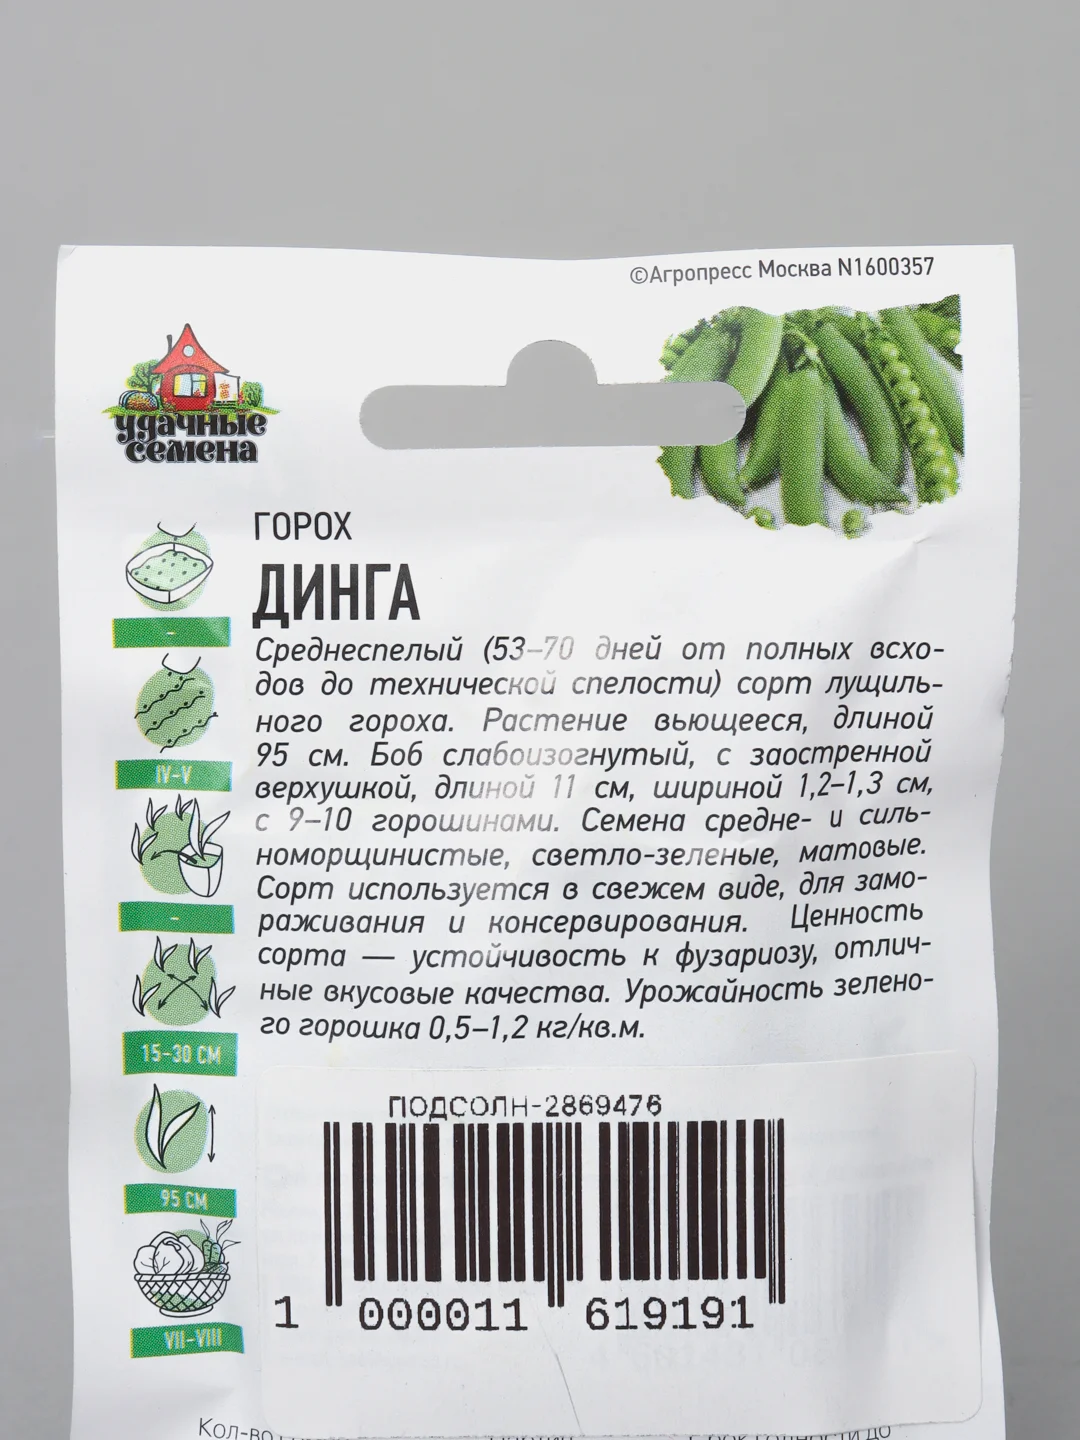 ©Агропресс Москва N1600357
удачные
семена
ГОРОХ
ДИНГА
Среднеспелый (53–70 дней от полных всхо-
дов до технической спелости) сорт лущиль-
ного гороха. Растение вьющееся, длиной
95 см. Боб слабоизогнутый, с заостренной
верхушкой, длиной 11 см, шириной 1,2–1,3 см,
с 9–10 горошинами. Семена средне- и силь-
номорщинистые, светло-зеленые, матовые.
Сорт используется в свежем виде, для замо-
раживания и консервирования. Ценность
сорта — устойчивость к фузариозу, отлич-
ные вкусовые качества. Урожайность зелено-
го горошка 0,5–1,2 кг/кв.м.
-
IV-V
-
15-30 СМ
95 СМ
VII-VIII
ПОДСОЛН-2869476
1 000011 619191
Кол-во